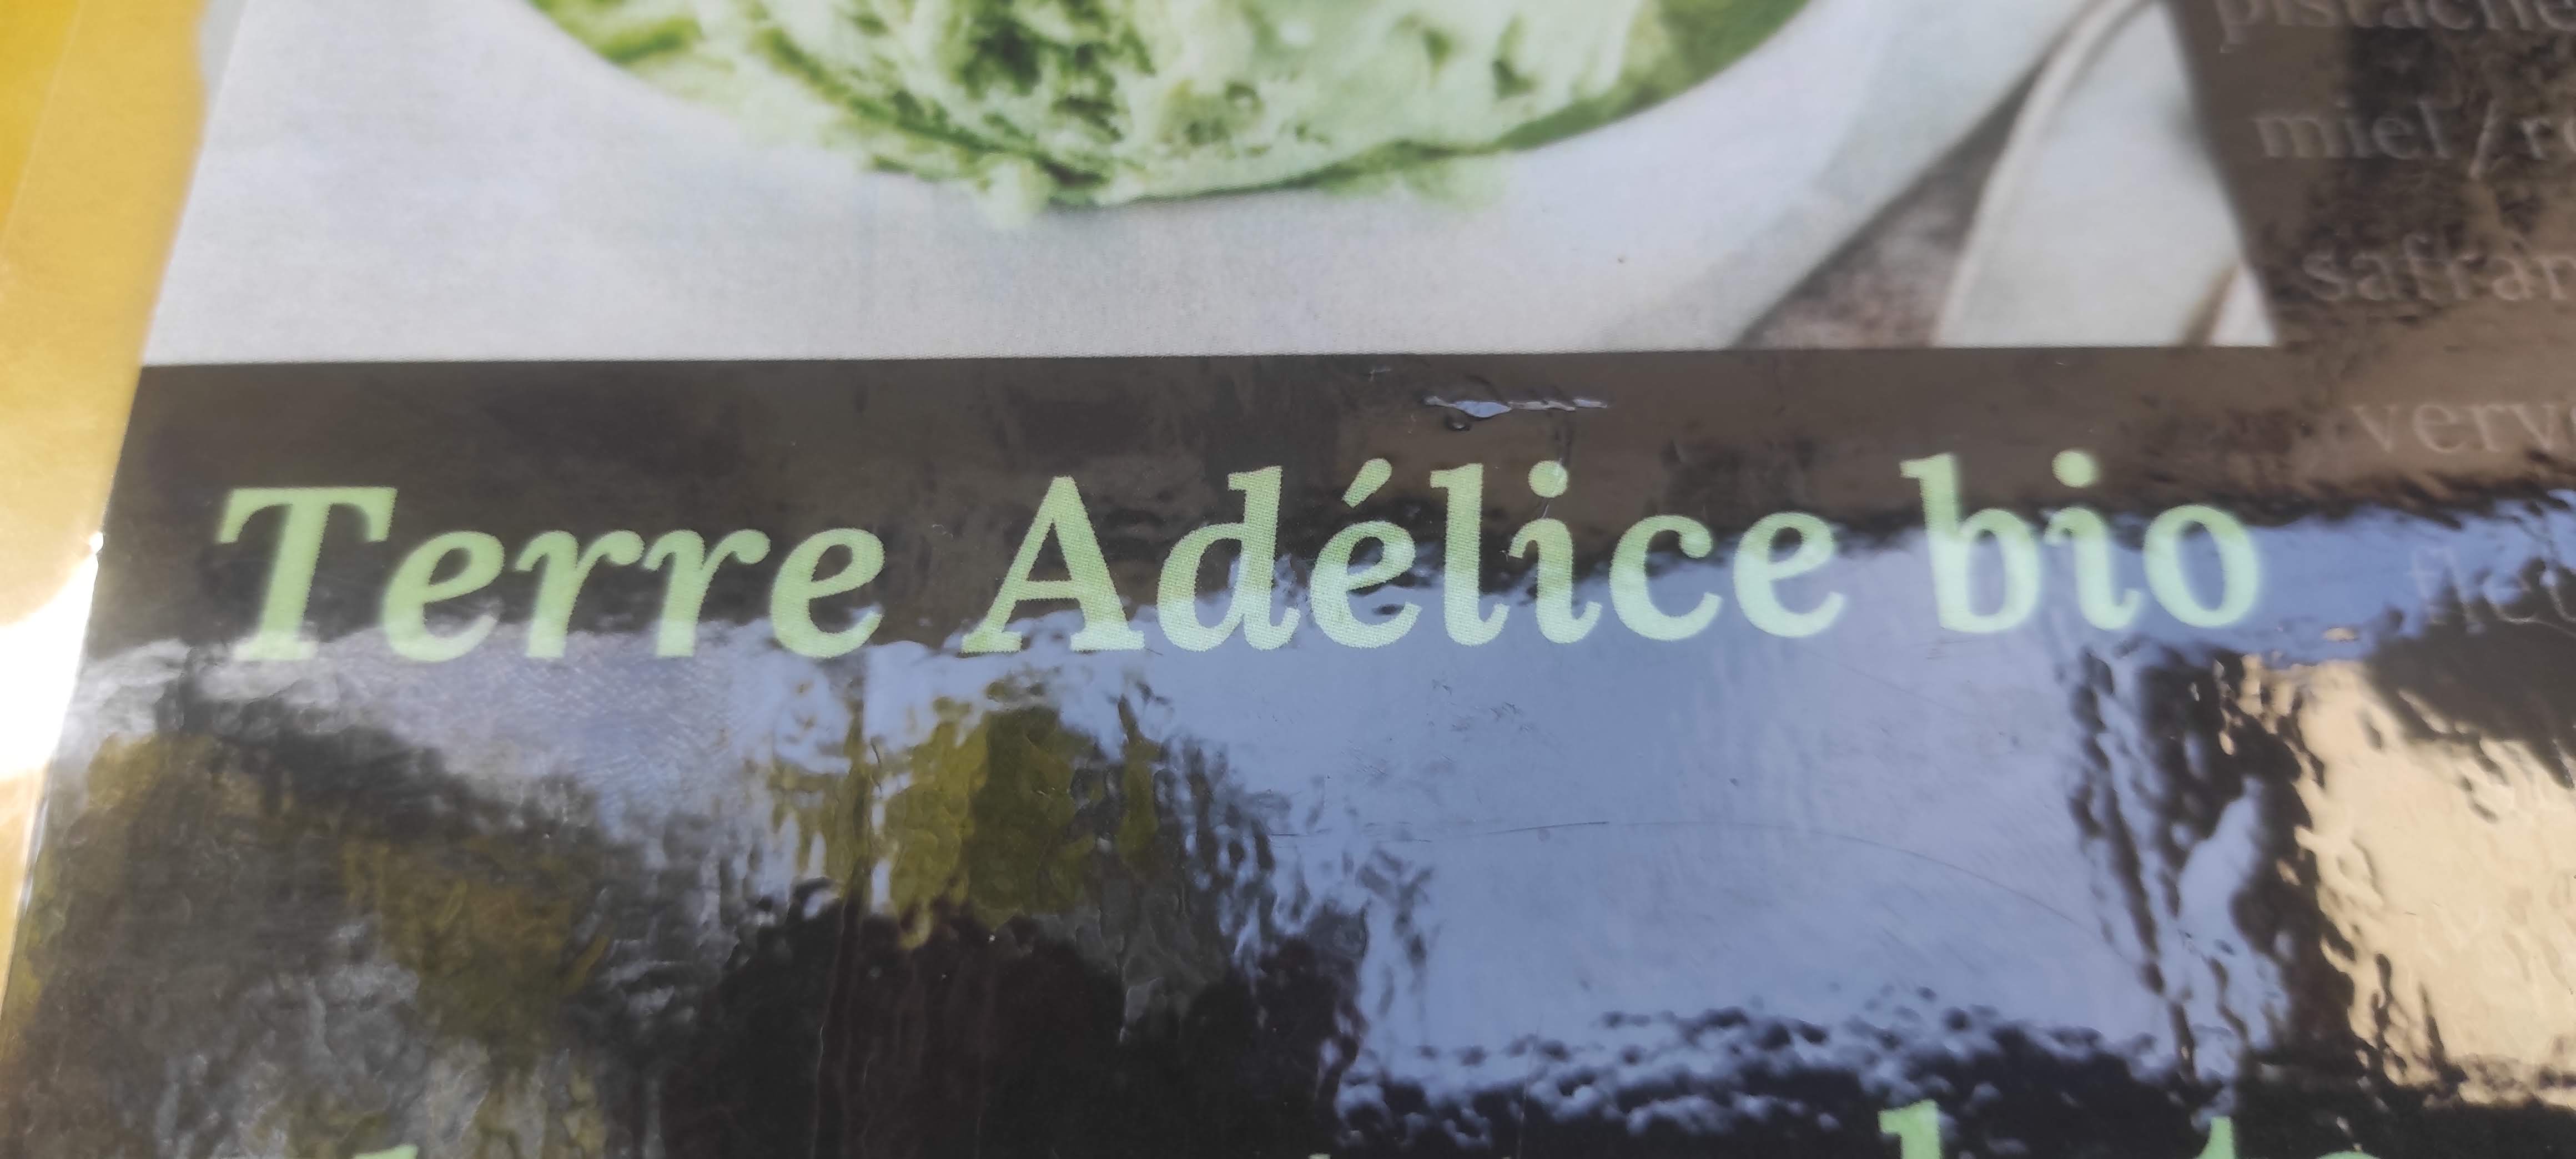 pistache
miel/r
safran
verv
Terre Adélice bio